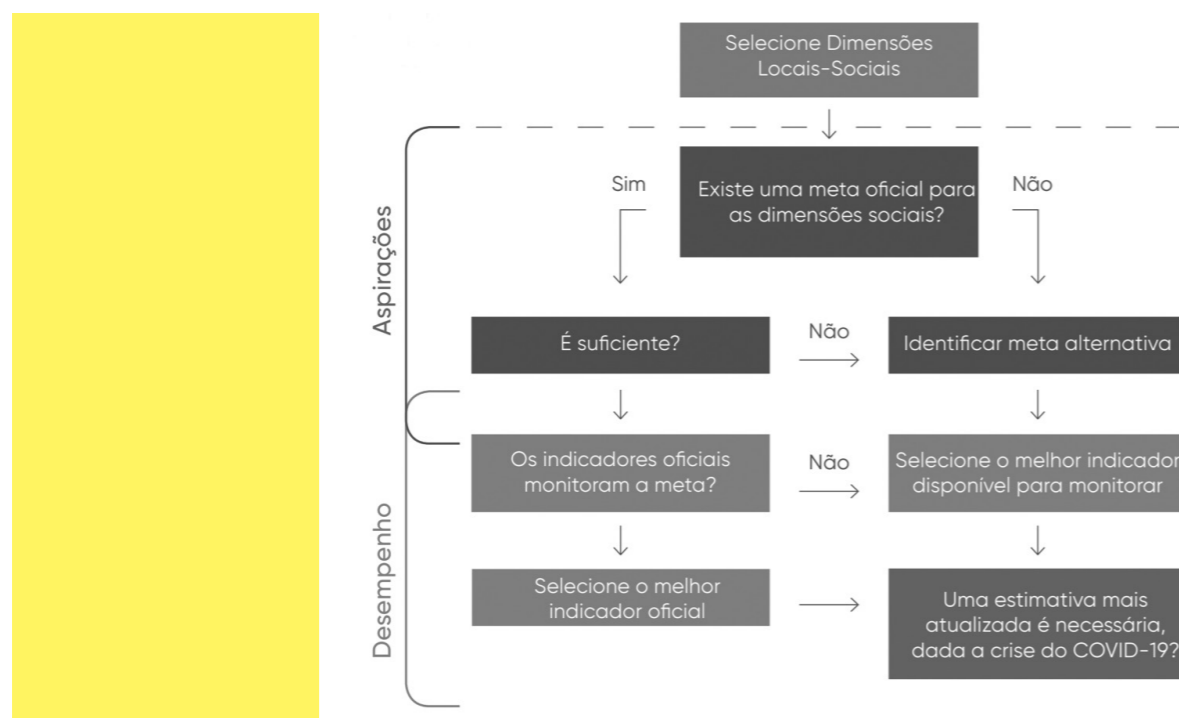 Selecione Dimensões
Locais-Sociais
Aspirações
Sim
Existe uma meta oficial para
as dimensões sociais?
Não
É suficiente?
Não
Identificar meta alternativa
Desempenho
Os indicadores oficiais
monitoram a meta?
Não
Selecione o melhor indicador
disponível para monitorar
Selecione o melhor
indicador oficial
Uma estimativa mais
atualizada é necessária,
dada a crise do COVID-19?